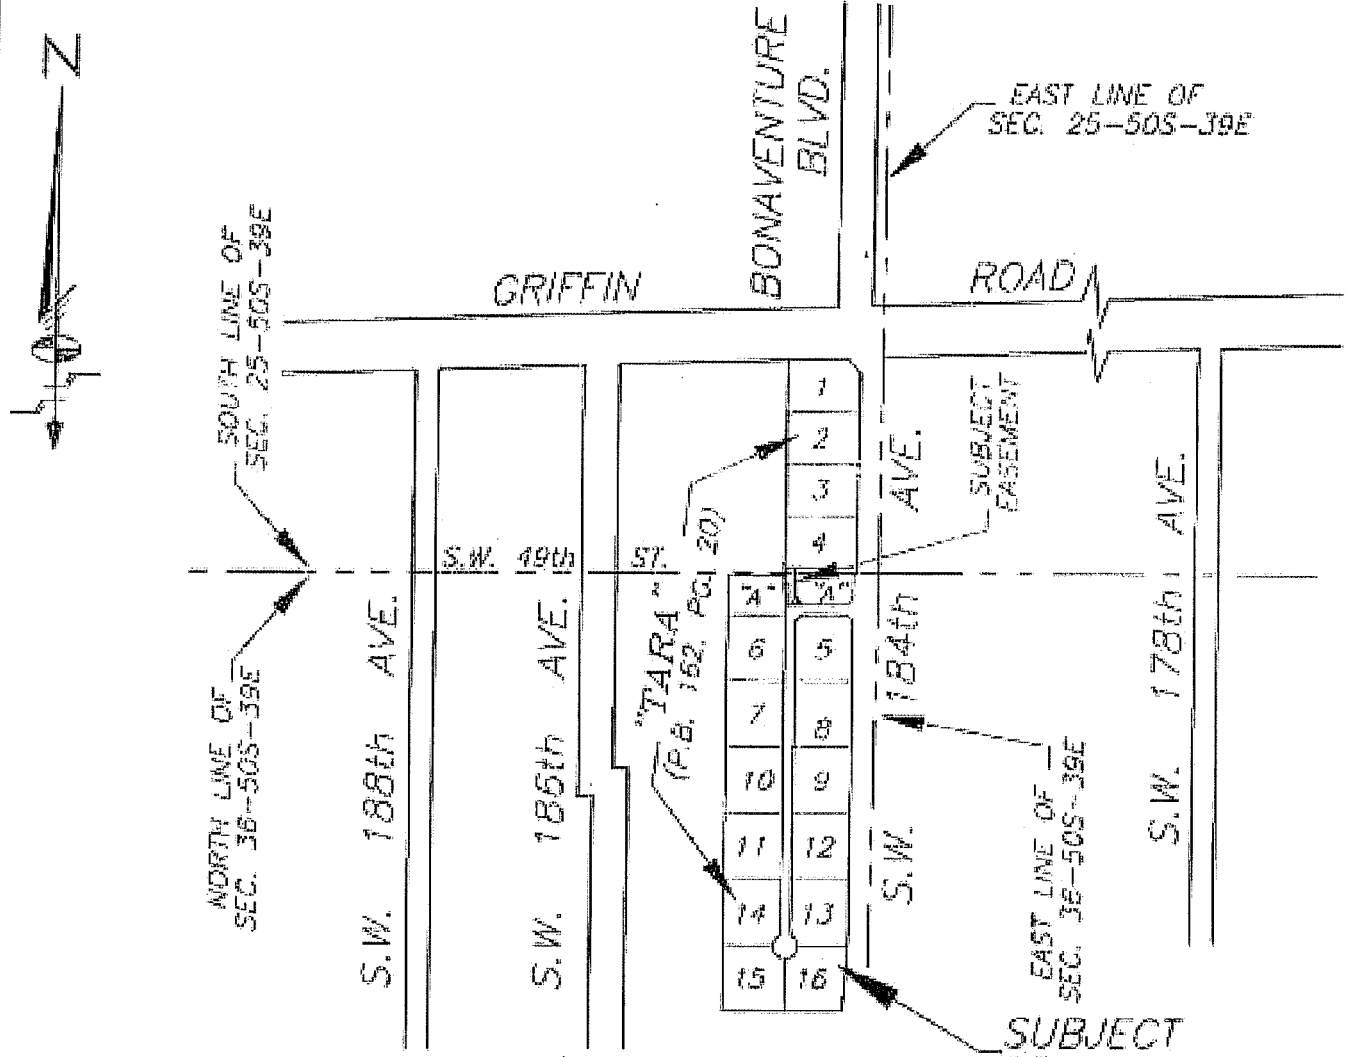 N
BONAVENTURE
BLVD.
EAST LINE OF
SEC. 25-50S-39E
SOUTH LINE OF
SEC. 25-50S-39E
GRIFFIN
ROAD
1
2
3
4
SUBJECT
EASEMENT
S.W. 49th ST.
"A"
"A"
6
5
7
8
10
9
11
12
14
13
15
16
"TARA"
(P.B. 152, PG. 20)
NORTH LINE OF
SEC. 36-50S-39E
S.W. 188th AVE.
S.W. 186th AVE.
S.W. 184th AVE.
S.W. 178th AVE.
EAST LINE OF
SEC. 36-50S-39E
SUBJECT